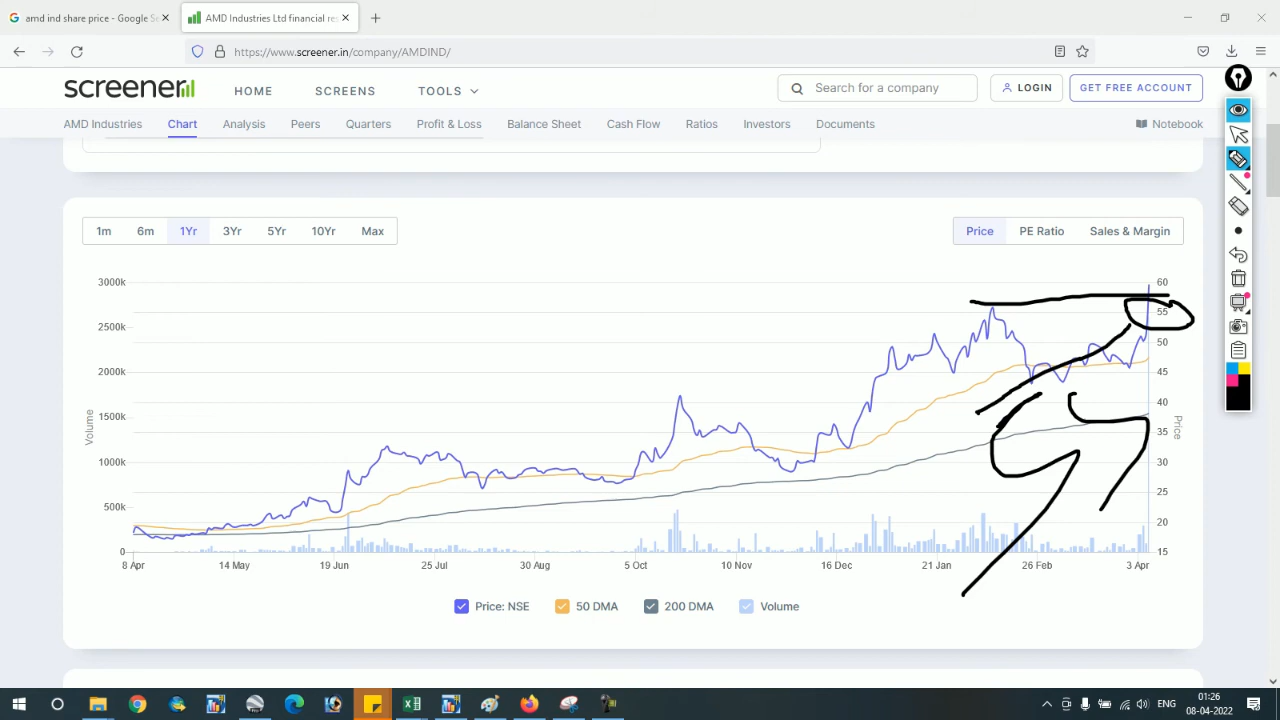 amd ind share price - Google Se
AMD Industries Ltd financial re
https://www.screener.in/company/AMDIND/
screener
HOME
SCREENS
TOOLS
Search for a company
LOGIN
GET FREE ACCOUNT
AMD Industries
Chart
Analysis
Peers
Quarters
Profit & Loss
Balance Sheet
Cash Flow
Ratios
Investors
Documents
Notebook
1m
6m
1Yr
3Yr
5Yr
10Yr
Max
Price
PE Ratio
Sales & Margin
3000k
2500k
2000k
1500k
1000k
500k
0
Volume
60
55
50
45
40
35
30
25
20
15
Price
8 Apr
14 May
19 Jun
25 Jul
30 Aug
5 Oct
10 Nov
16 Dec
21 Jan
26 Feb
3 Apr
Price: NSE
50 DMA
200 DMA
Volume
ENG
01:26
08-04-2022